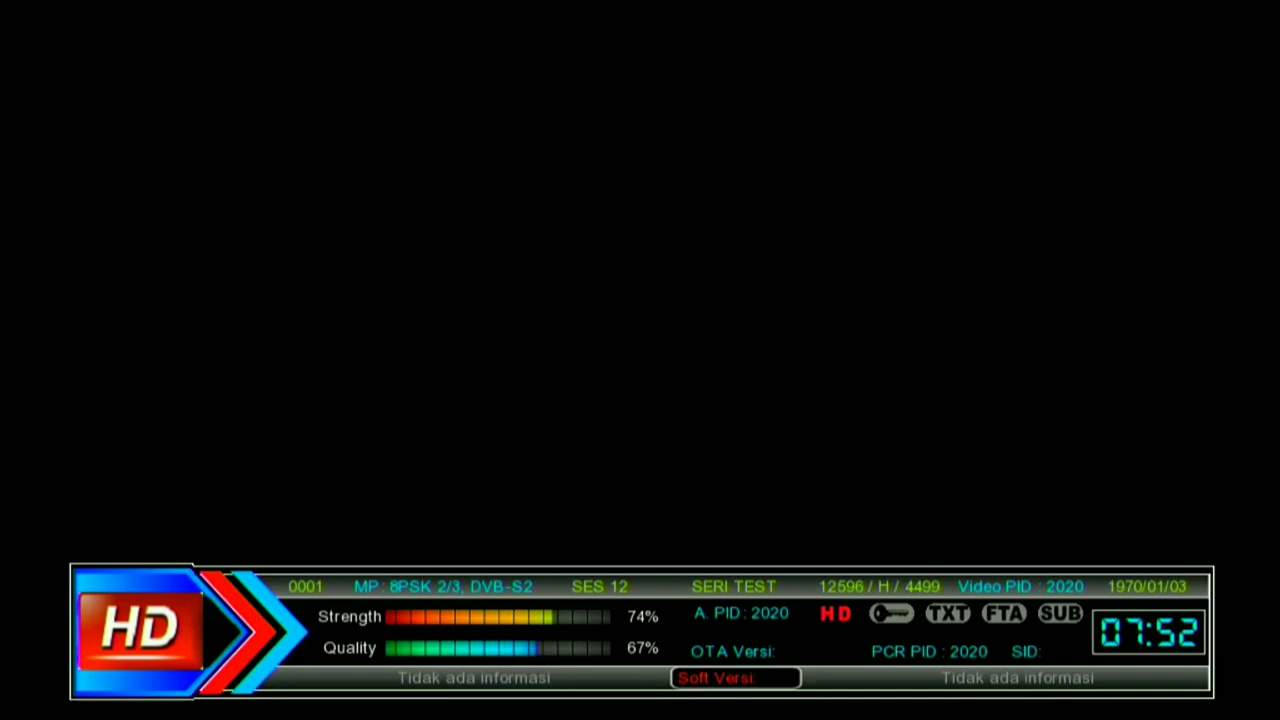 0001 MP : 8PSK 2/3, DVB-S2 SES 12 SERI TEST 12596 / H / 4499 Video PID : 2020 1970/01/03
HD
Strength 74% A. PID : 2020 HD TXT FTA SUB
07:52
Quality 67% OTA Versi: PCR PID : 2020 SID:
Tidak ada informasi Soft Versi: Tidak ada informasi